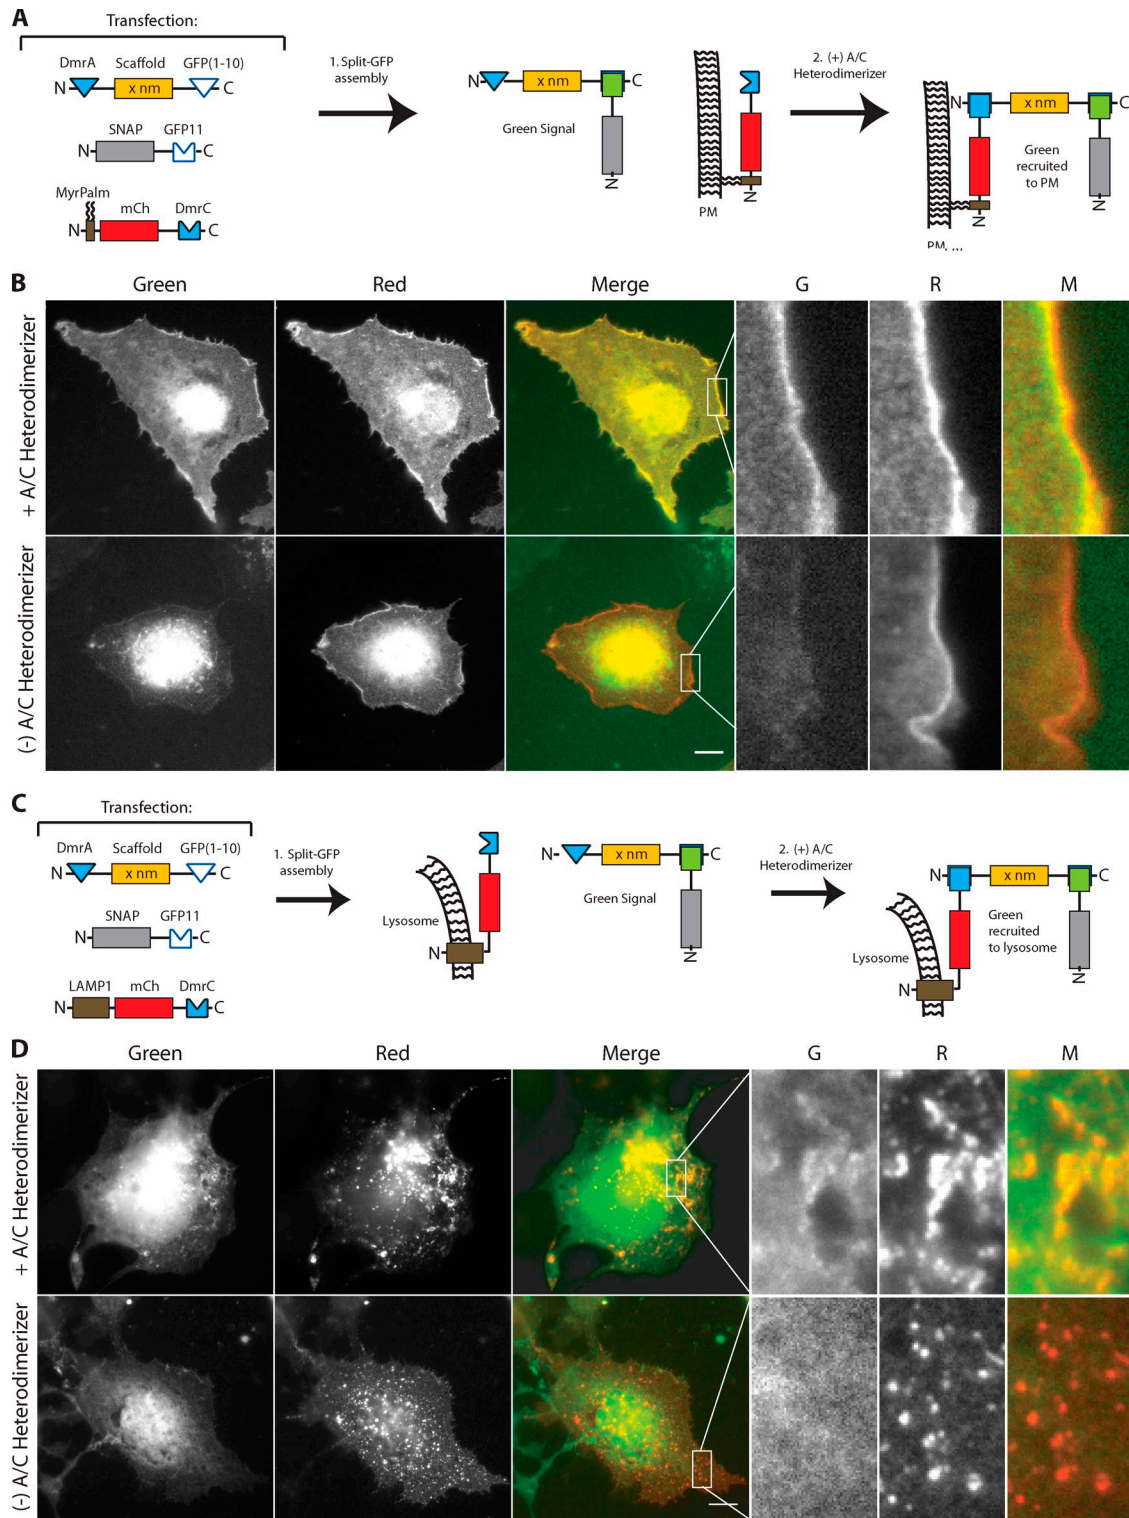 A
Transfection:
DmrA Scaffold GFP(1-10)
N x nm C
SNAP GFP11
N C
MyrPalm
mCh DmrC
N C
1. Split-GFP
assembly
N x nm C
Green Signal
N
PM
N
2. (+) A/C
Heterodimerizer
N x nm C
Green
recruited
to PM
N
N
PM
B
Green Red Merge G R M
+ A/C Heterodimerizer
(-) A/C Heterodimerizer
C
Transfection:
DmrA Scaffold GFP(1-10)
N x nm C
SNAP GFP11
N C
LAMP1 mCh DmrC
N C
1. Split-GFP
assembly
Lysosome
N
N x nm C
Green Signal
N
2. (+) A/C
Heterodimerizer
N x nm C
Green
recruited
to lysosome
Lysosome
N
N
D
Green Red Merge G R M
+ A/C Heterodimerizer
(-) A/C Heterodimerizer